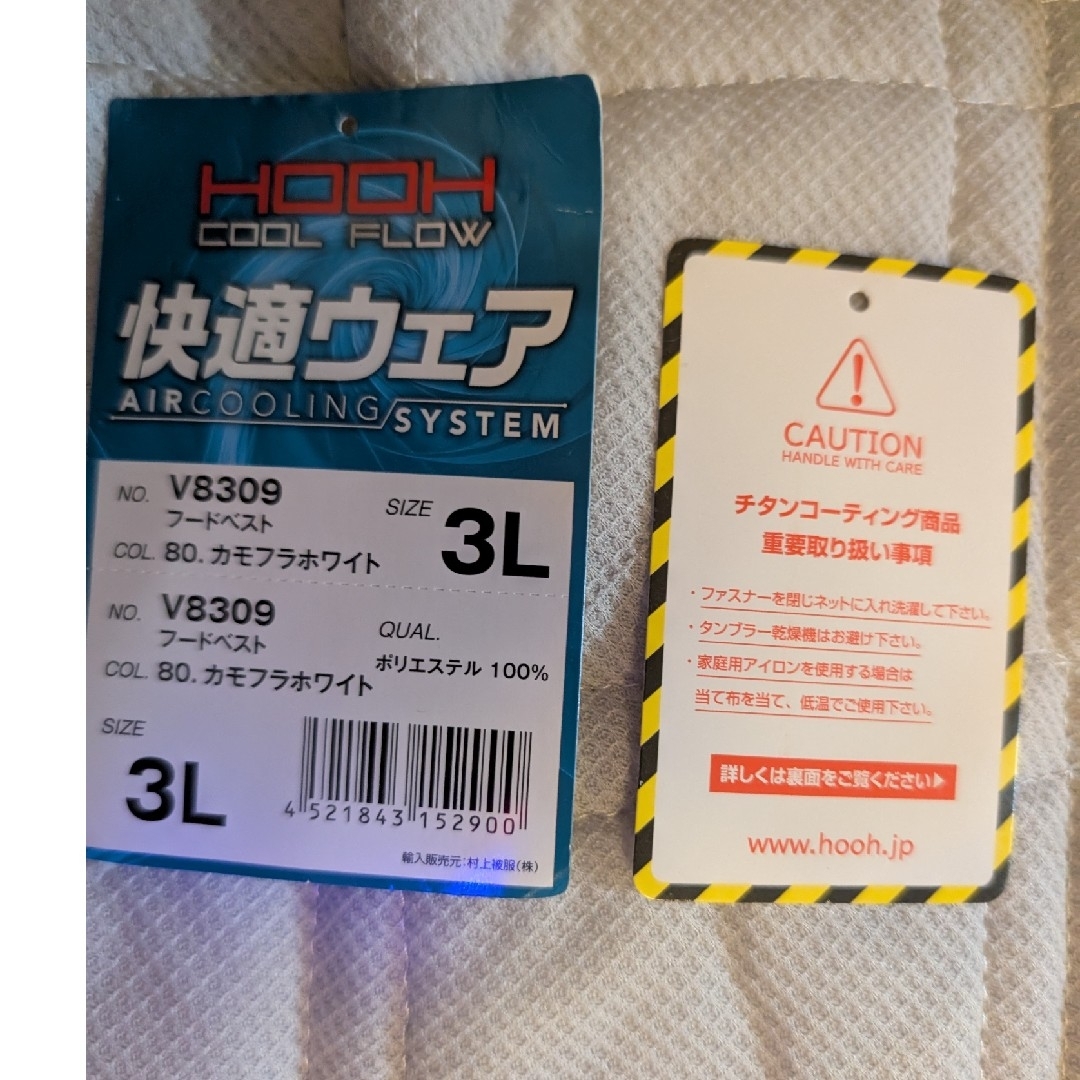 HOOH
COOL FLOW
快適ウェア
AIRCOOLING/SYSTEM
NO. V8309
フードベスト
COL. 80. カモフラホワイト
SIZE 3L
NO. V8309
フードベスト
COL. 80. カモフラホワイト
QUAL.
ポリエステル 100%
SIZE
3L
4 521843 152900
輸入販売元:村上被服(株)
CAUTION
HANDLE WITH CARE
チタンコーティング商品
重要取り扱い事項
・ファスナーを閉じネットに入れ洗濯して下さい。
・タンブラー乾燥機はお避け下さい。
・家庭用アイロンを使用する場合は
当て布を当て、低温でご使用下さい。
詳しくは裏面をご覧ください▶
www.hooh.jp